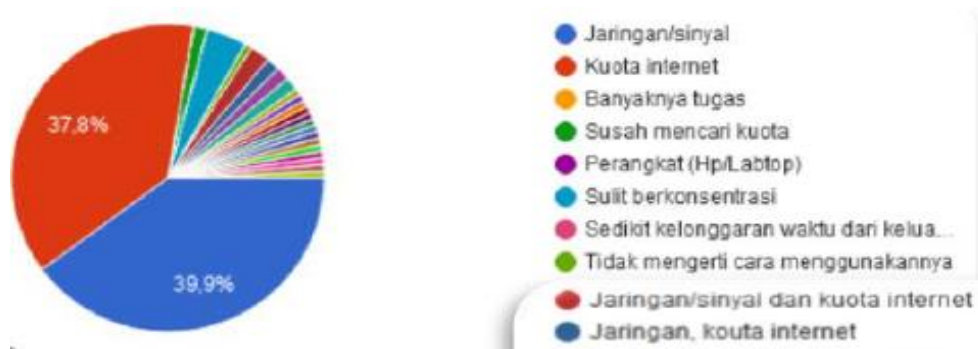 37,8%
39,9%
Jaringan/sinyal
Kuota internet
Banyaknya tugas
Susah mencari kuota
Perangkat (Hp/Labtop)
Sulit berkonsentrasi
Sedikit kelonggaran waktu dari kelua...
Tidak mengerti cara menggunakannya
Jaringan/sinyal dan kuota internet
Jaringan, kouta internet